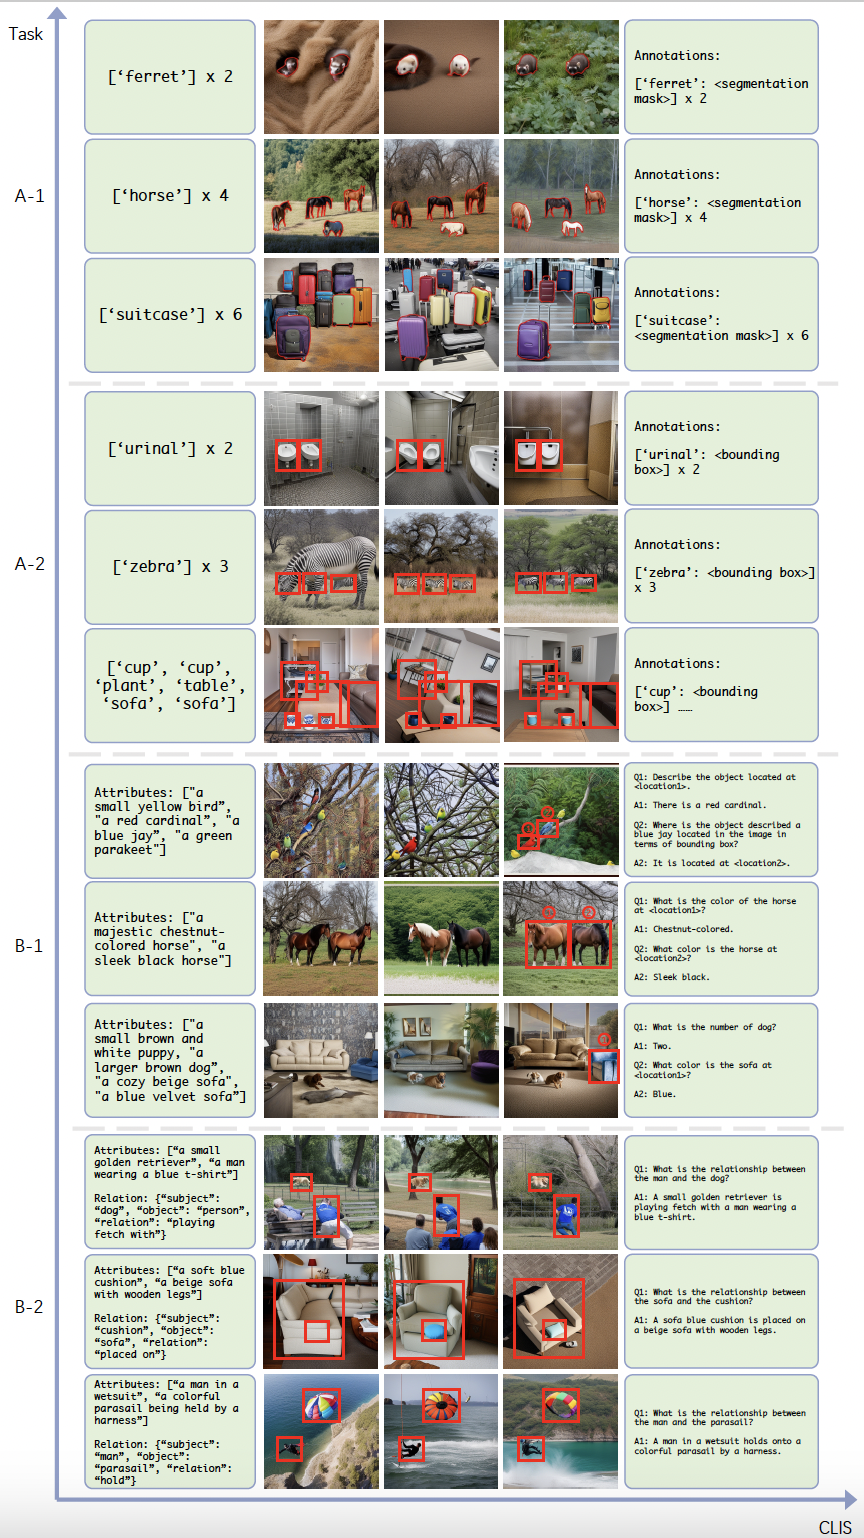 Task
['ferret'] x 2
Annotations:
['ferret': <segmentation
mask>] x 2
A-1
['horse'] x 4
Annotations:
['horse': <segmentation
mask>] x 4
['suitcase'] x 6
Annotations:
['suitcase':
<segmentation mask>] x 6
['urinal'] x 2
Annotations:
['urinal': <bounding
box>] x 2
A-2
['zebra'] x 3
Annotations:
['zebra': <bounding box>]
x 3
['cup', 'cup',
'plant', 'table',
'sofa', 'sofa']
Annotations:
['cup': <bounding
box>] ……
Attributes: ["a
small yellow bird",
"a red cardinal", "a
blue jay", "a green
parakeet"]
Q1: Describe the object located at
<location1>.
A1: There is a red cardinal.
Q2: Where is the object described a
blue jay located in the image in
terms of bounding box?
A2: It is located at <location2>.
B-1
Attributes: ["a
majestic chestnut-
colored horse", "a
sleek black horse"]
Q1: What is the color of the horse
at <location1>?
A1: Chestnut-colored.
Q2: What color is the horse at
<location2>?
A2: Sleek black.
Attributes: ["a
small brown and
white puppy, "a
larger brown dog",
"a cozy beige sofa",
"a blue velvet sofa"]
Q1: What is the number of dog?
A1: Two.
Q2: What color is the sofa at
<location1>?
A2: Blue.
Attributes: ["a small
golden retriever", "a man
wearing a blue t-shirt"]
Relation: {"subject":
"dog", "object": "person",
"relation": "playing
fetch with"}
Q1: What is the relationship between
the man and the dog?
A1: A small golden retriever is
playing fetch with a man wearing a
blue t-shirt.
B-2
Attributes: ["a soft blue
cushion", "a beige sofa
with wooden legs"]
Relation: {"subject":
"cushion", "object":
"sofa", "relation":
"placed on"}
Q1: What is the relationship between
the sofa and the cushion?
A1: A sofa blue cushion is placed on
a beige sofa with wooden legs.
Attributes: ["a man in a
wetsuit", "a colorful
parasail being held by a
harness"]
Relation: {"subject":
"man", "object":
"parasail", "relation":
"hold"}
Q1: What is the relationship between
the man and the parasail?
A1: A man in a wetsuit holds onto a
colorful parasail by a harness.
CLIS